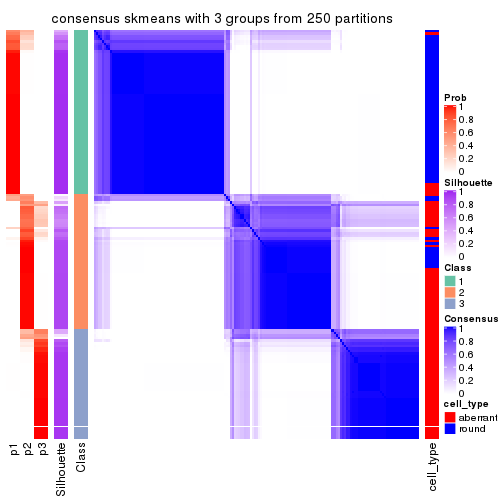 consensus skmeans with 3 groups from 250 partitions
Prob
1
0.8
0.6
0.4
0.2
0
Silhouette
1
0.8
0.6
0.4
0.2
0
Class
1
2
3
Consensus
1
0.8
0.6
0.4
0.2
0
cell_type
aberrant
round
p1
p2
p3
Silhouette
Class
cell_type